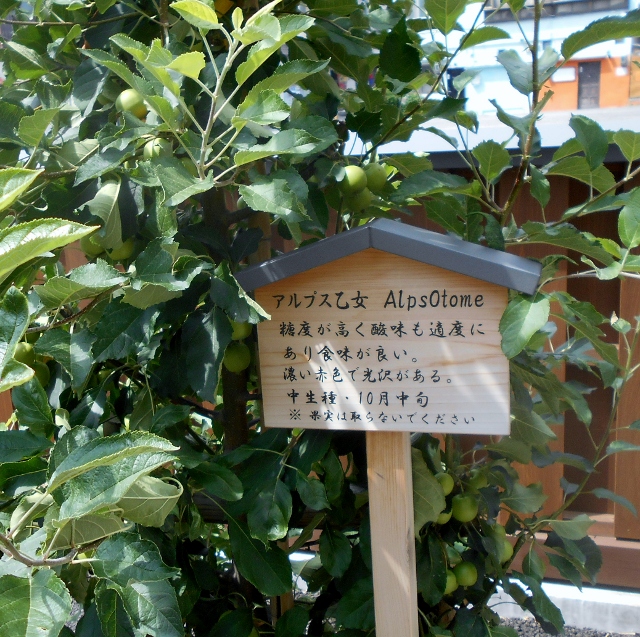 アルプス乙女 AlpsOtome
糖度が高く酸味も適度に
あり食味が良い。
濃い赤色で光沢がある。
中生種・10月中旬
※ 果実は取らないでください